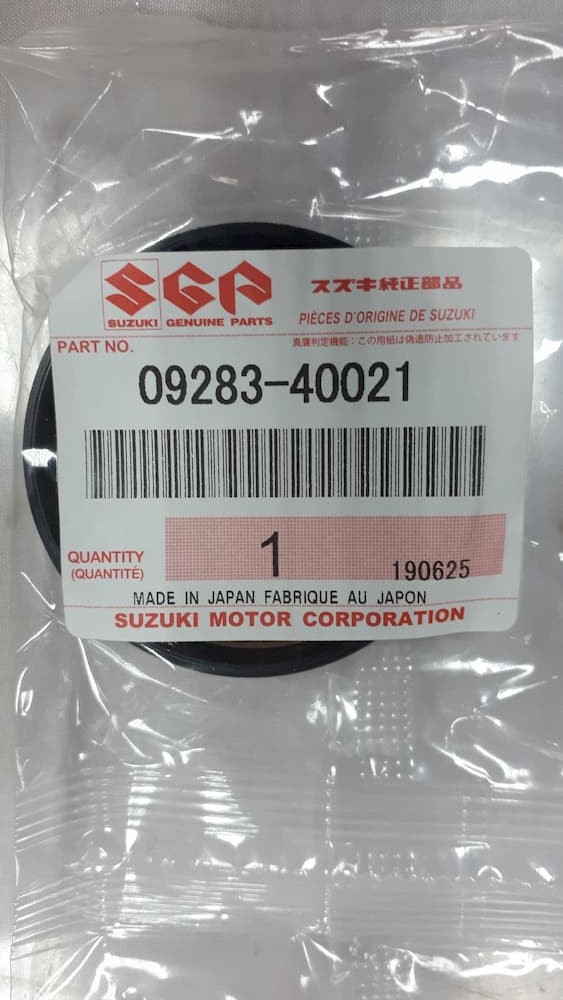 SGP
スズキ純正部品
SUZUKI GENUINE PARTS
PIÈCES D'ORIGINE DE SUZUKI
PART NO.
真贋判定機能：この用紙は偽造防止加工されています
09283-40021
QUANTITY
(QUANTITÉ)
1
190625
MADE IN JAPAN FABRIQUE AU JAPON
SUZUKI MOTOR CORPORATION